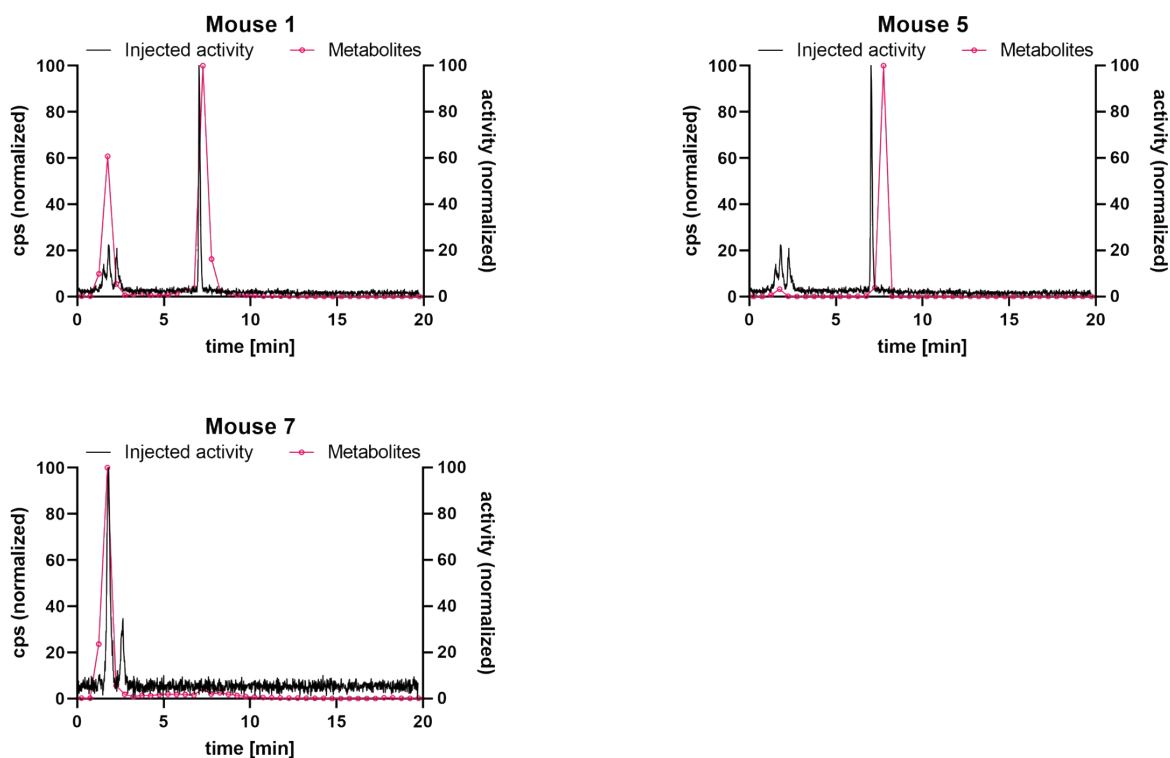 Mouse 1
Injected activity Metabolites
100 80 60 40 20 0
cps (normalized)
100 80 60 40 20 0
activity (normalized)
0 5 10 15 20
time [min]
Mouse 5
Injected activity Metabolites
100 80 60 40 20 0
cps (normalized)
100 80 60 40 20 0
activity (normalized)
0 5 10 15 20
time [min]
Mouse 7
Injected activity Metabolites
100 80 60 40 20 0
cps (normalized)
100 80 60 40 20 0
activity (normalized)
0 5 10 15 20
time [min]